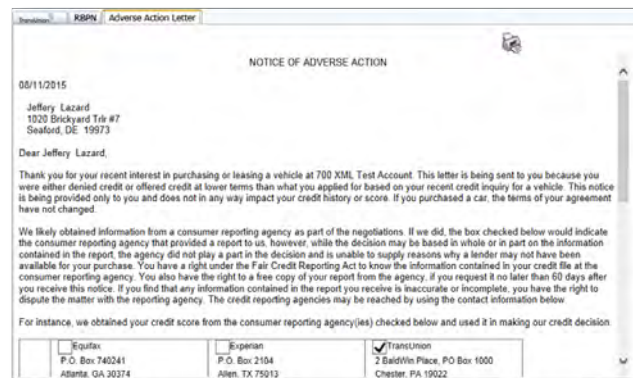 TransUnion RBPN Adverse Action Letter
NOTICE OF ADVERSE ACTION
08/11/2015
Jeffery Lazard
1020 Brickyard Trlr #7
Seaford, DE 19973
Dear Jeffery Lazard,
Thank you for your recent interest in purchasing or leasing a vehicle at 700 XML Test Account. This letter is being sent to you because you
were either denied credit or offered credit at lower terms than what you applied for based on your recent credit inquiry for a vehicle. This notice
is being provided only to you and does not in any way impact your credit history or score. If you purchased a car, the terms of your agreement
have not changed.
We likely obtained information from a consumer reporting agency as part of the negotiations. If we did, the box checked below would indicate
the consumer reporting agency that provided a report to us, however, while the decision may be based in whole or in part on the information
contained in the report, the agency did not play a part in the decision and is unable to supply reasons why a lender may not have been
available for your purchase. You have a right under the Fair Credit Reporting Act to know the information contained in your credit file at the
consumer reporting agency. You also have the right to a free copy of your report from the agency, if you request it no later than 60 days after
you receive this notice. If you find that any information contained in the report you receive is inaccurate or incomplete, you have the right to
dispute the matter with the reporting agency. The credit reporting agencies may be reached by using the contact information below.
For instance, we obtained your credit score from the consumer reporting agency(ies) checked below and used it in making our credit decision.
Equifax Experian TransUnion
P.O. Box 740241 P.O. Box 2104 2 BaldWin Place, PO Box 1000
Atlanta, GA 30374 Allen, TX 75013 Chester, PA 19022